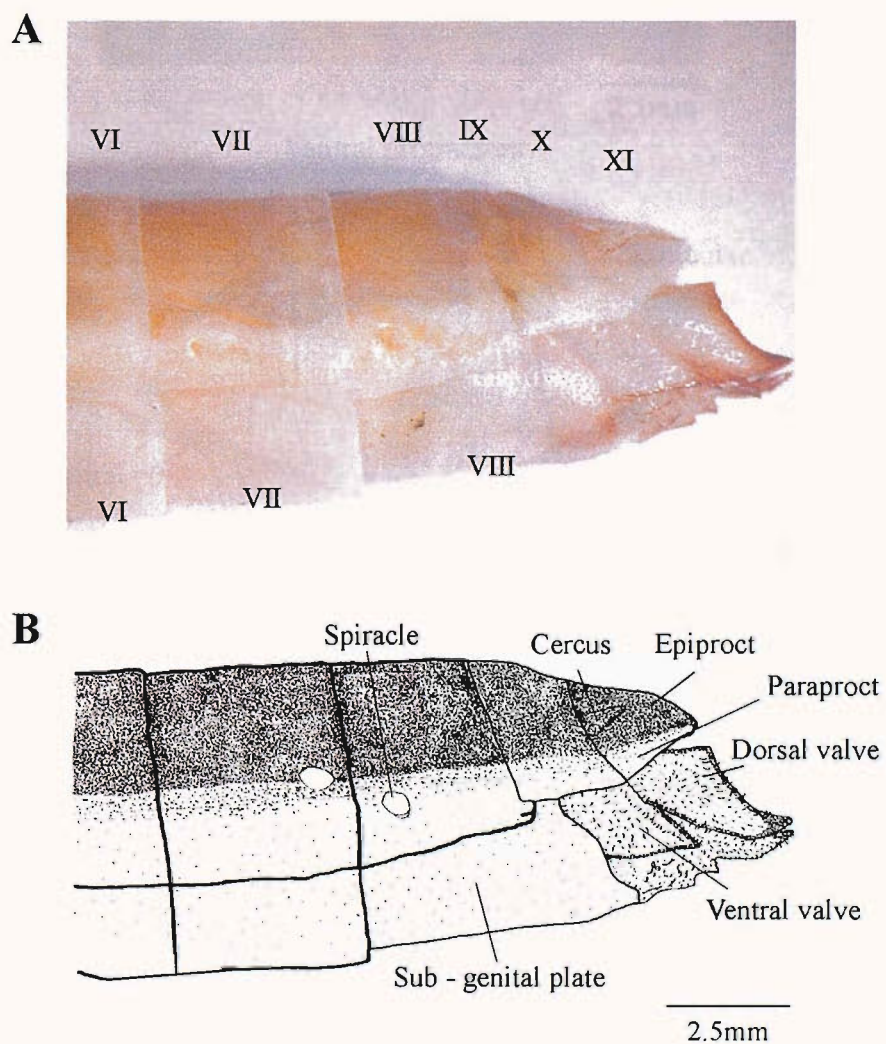 A
VI VII VIII IX X XI
VI VII VIII
B
Spiracle Cercus Epiproct
Paraproct
Dorsal valve
Ventral valve
Sub - genital plate
2.5mm